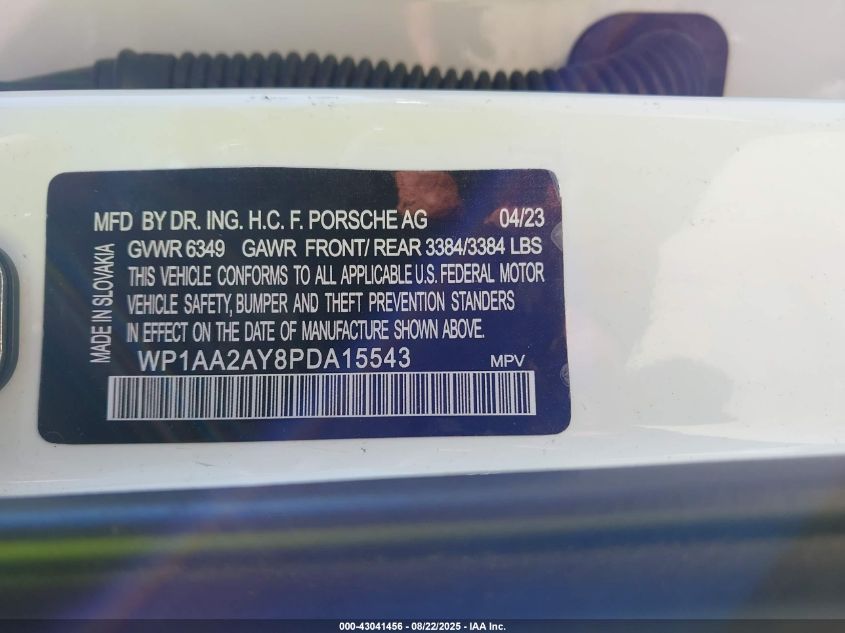 MFD BY DR. ING. H.C. F. PORSCHE AG 04/23
GVWR 6349 GAWR FRONT/ REAR 3384/3384 LBS
THIS VEHICLE CONFORMS TO ALL APPLICABLE U.S. FEDERAL MOTOR
VEHICLE SAFETY, BUMPER AND THEFT PREVENTION STANDERS
IN EFFECT ON THE DATE OF MANUFACTURE SHOWN ABOVE.
MADE IN SLOVAKIA
WP1AA2AY8PDA15543 MPV
000-43041456 - 08/22/2025 - IAA Inc.